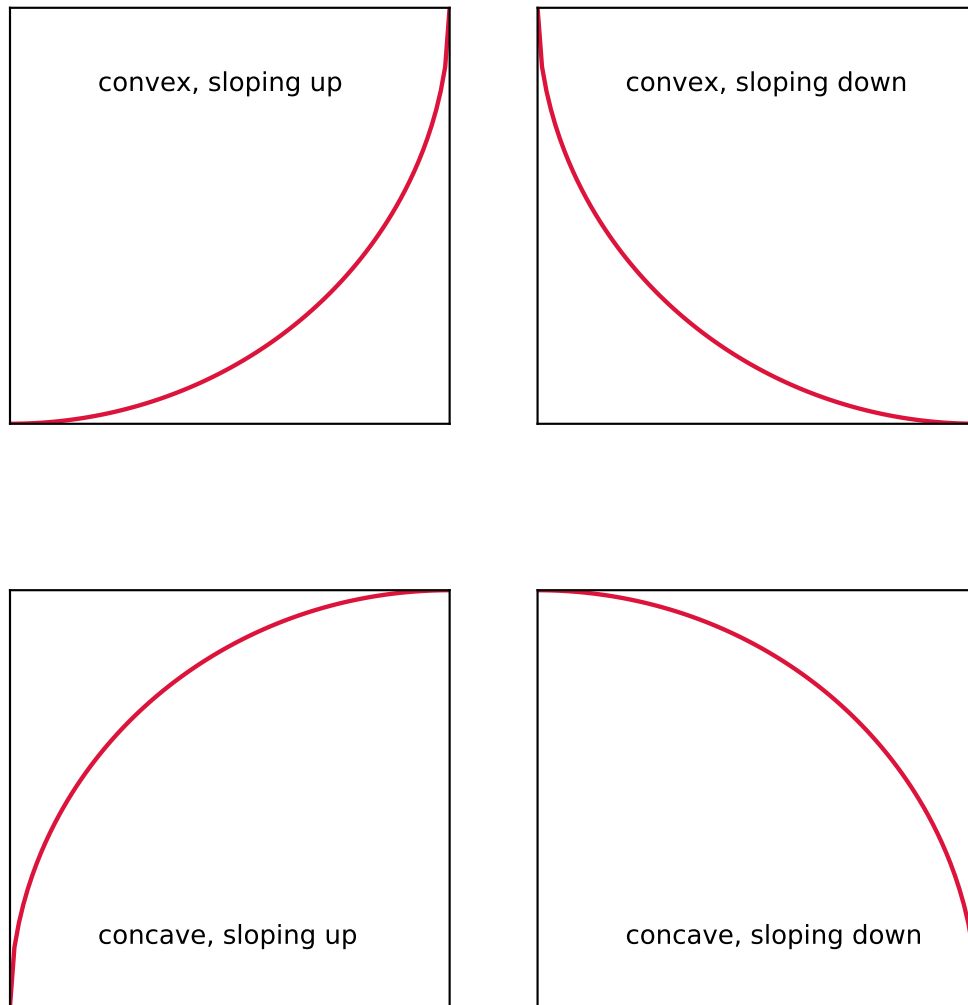 convex, sloping up
convex, sloping down
concave, sloping up
concave, sloping down